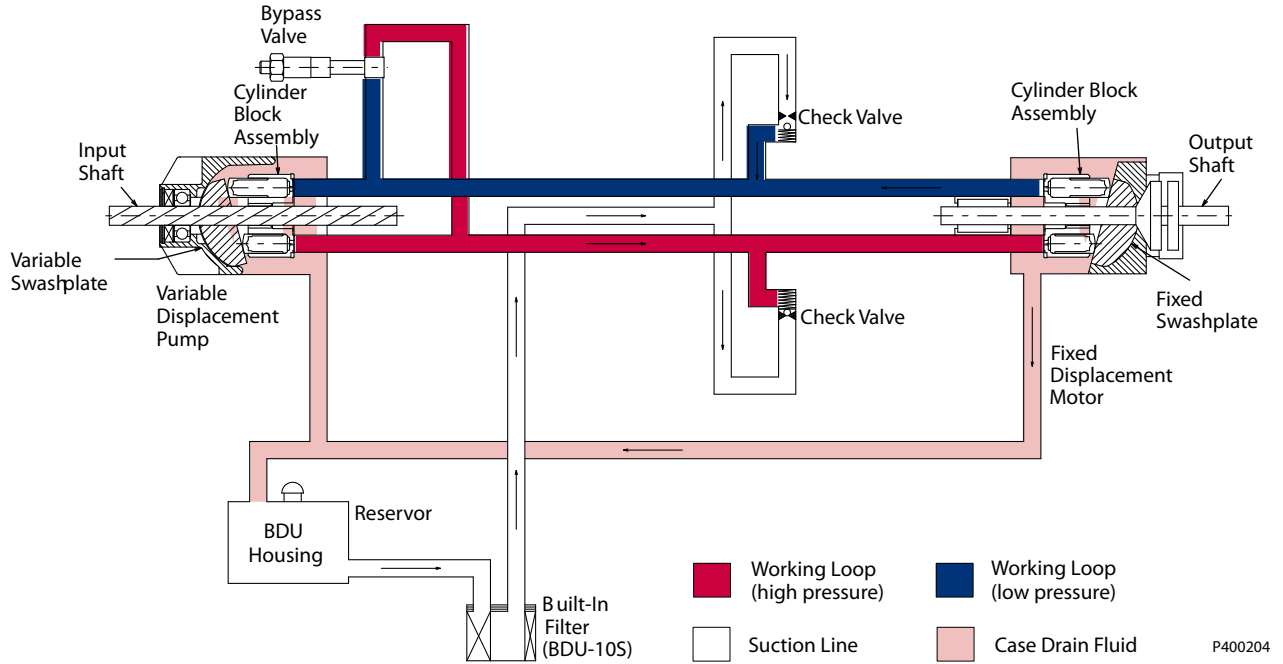 Bypass
Valve
Cylinder
Block
Assembly
Input
Shaft
Variable
Swashplate
Variable
Displacement
Pump
Check Valve
Cylinder Block
Assembly
Output
Shaft
Check Valve
Fixed
Swashplate
Fixed
Displacement
Motor
Reservor
BDU
Housing
Built-In
Filter
(BDU-10S)
Working Loop
(high pressure)
Working Loop
(low pressure)
Suction Line
Case Drain Fluid
P400204